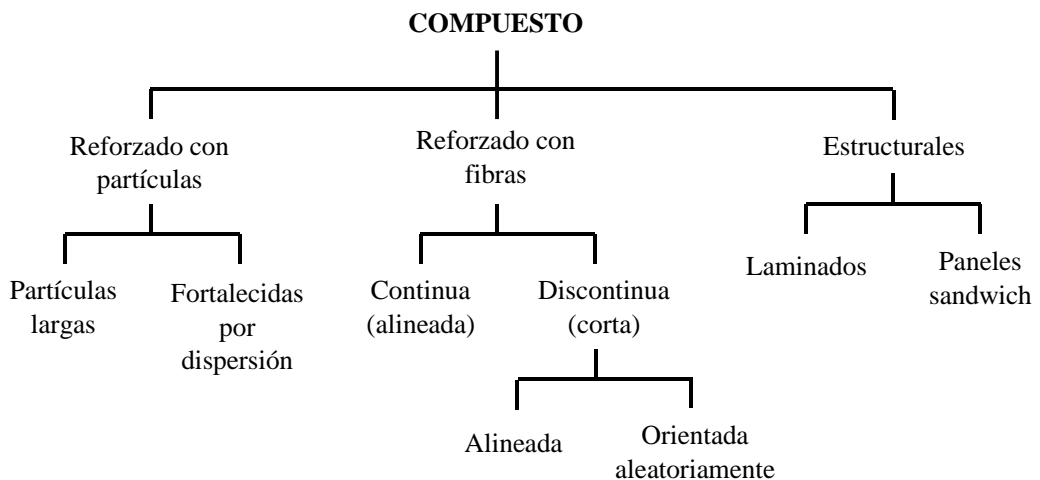 COMPUESTO
Reforzado con
partículas
Reforzado con
fibras
Estructurales
Partículas
largas
Fortalecidas
por
dispersión
Continua
(alineada)
Discontinua
(corta)
Laminados
Paneles
sandwich
Alineada
Orientada
aleatoriamente